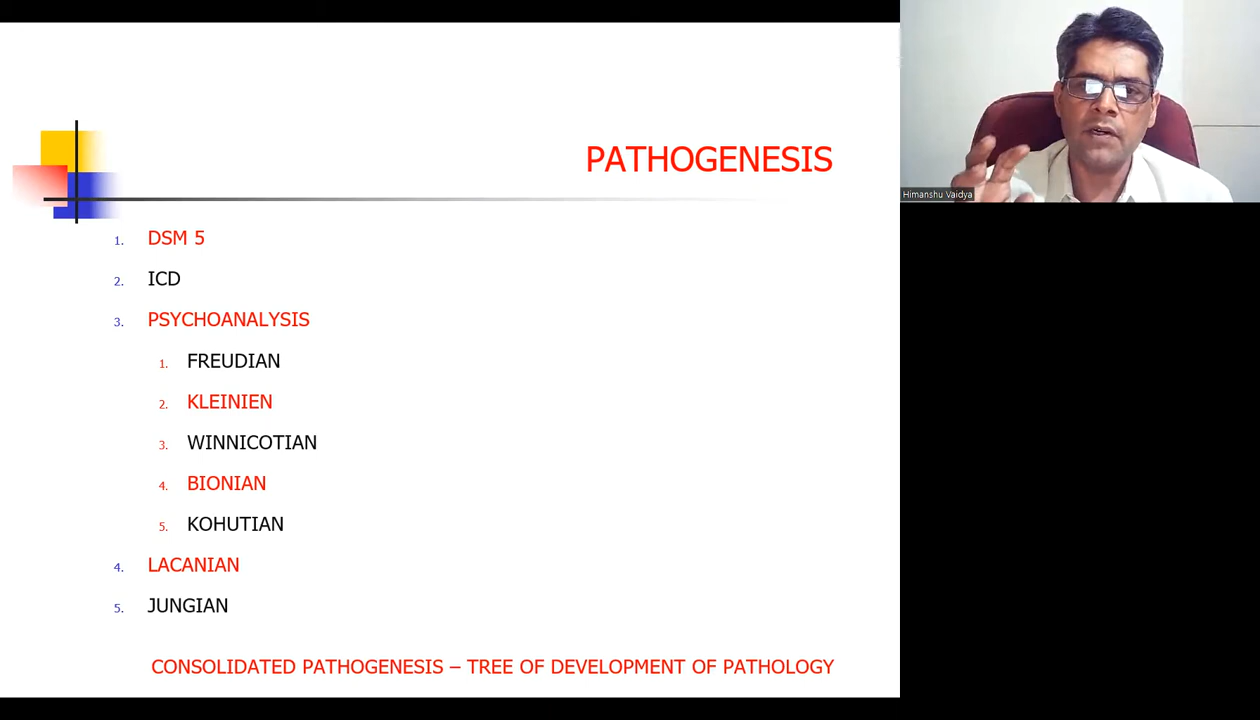 PATHOGENESIS
1. DSM 5
2. ICD
3. PSYCHOANALYSIS
1. FREUDIAN
2. KLEINIEN
3. WINNICOTIAN
4. BIONIAN
5. KOHUTIAN
4. LACANIAN
5. JUNGIAN
CONSOLIDATED PATHOGENESIS – TREE OF DEVELOPMENT OF PATHOLOGY
Himanshu Vaidya